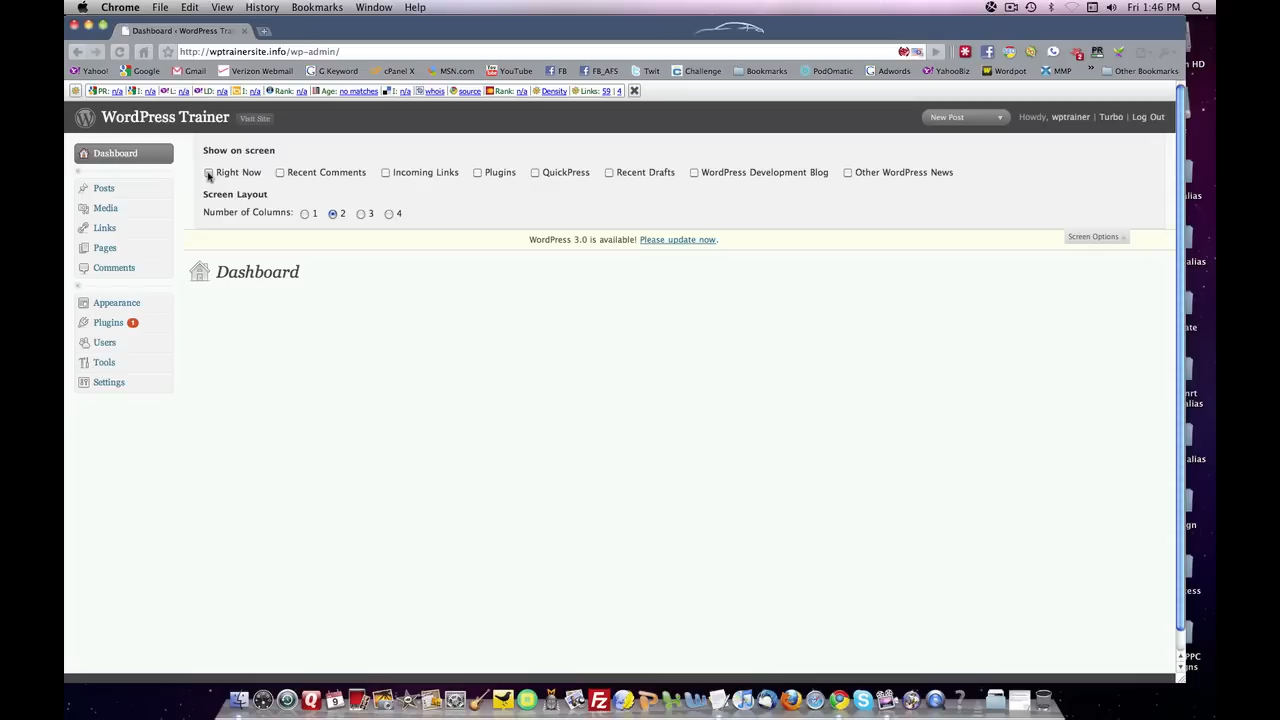 Chrome File Edit View History Bookmarks Window Help Fri 1:46 PM
Dashboard ‹ WordPress Trainer
http://wptrainersite.info/wp-admin/
Yahoo! Google Gmail Verizon Webmail G Keyword cPanel X MSN.com YouTube FB FB_AFS Twit Challenge Bookmarks PodOmatic Adwords YahooBiz Wordpot MMP » Other Bookmarks
PR: n/a I: n/a L: n/a LD: n/a I: n/a Rank: n/a Age: no matches I: n/a whois source Rank: n/a Density Links: 59 | 4
WordPress Trainer Visit Site New Post Howdy, wptrainer | Turbo | Log Out
Show on screen
Right Now Recent Comments Incoming Links Plugins QuickPress Recent Drafts WordPress Development Blog Other WordPress News
Screen Layout
Number of Columns: 1 2 3 4
WordPress 3.0 is available! Please update now.
Screen Options
Dashboard
Dashboard
Posts
Media
Links
Pages
Comments
Appearance
Plugins 1
Users
Tools
Settings
HD
alias
alias
alias
alias